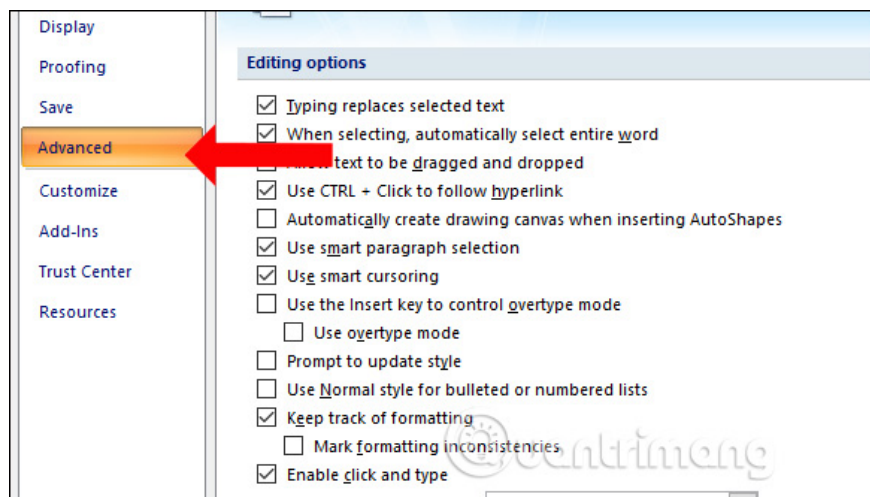 Display
Proofing
Save
Advanced
Customize
Add-Ins
Trust Center
Resources
Editing options
Typing replaces selected text
When selecting, automatically select entire word
text to be dragged and dropped
Use CTRL + Click to follow hyperlink
Automatically create drawing canvas when inserting AutoShapes
Use smart paragraph selection
Use smart cursoring
Use the Insert key to control overtype mode
Use overtype mode
Prompt to update style
Use Normal style for bulleted or numbered lists
Keep track of formatting
Mark formatting inconsistencies
Enable click and type
uantrimang